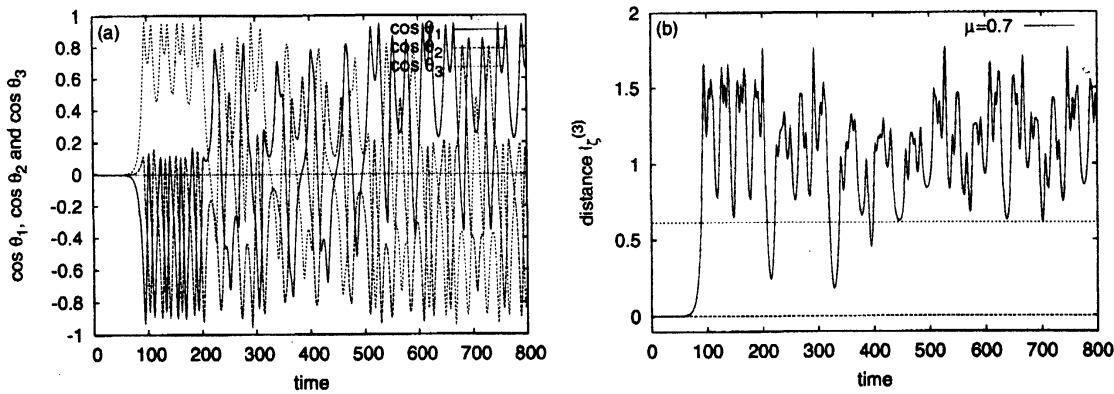 (a)
cos θ1
cos θ2
cos θ3
1
0.8
0.6
0.4
0.2
0
-0.2
-0.4
-0.6
-0.8
-1
cos θ1, cos θ2 and cos θ3
0 100 200 300 400 500 600 700 800
time
(b)
μ=0.7
2
1.5
1
0.5
0
distance
0 100 200 300 400 500 600 700 800
time